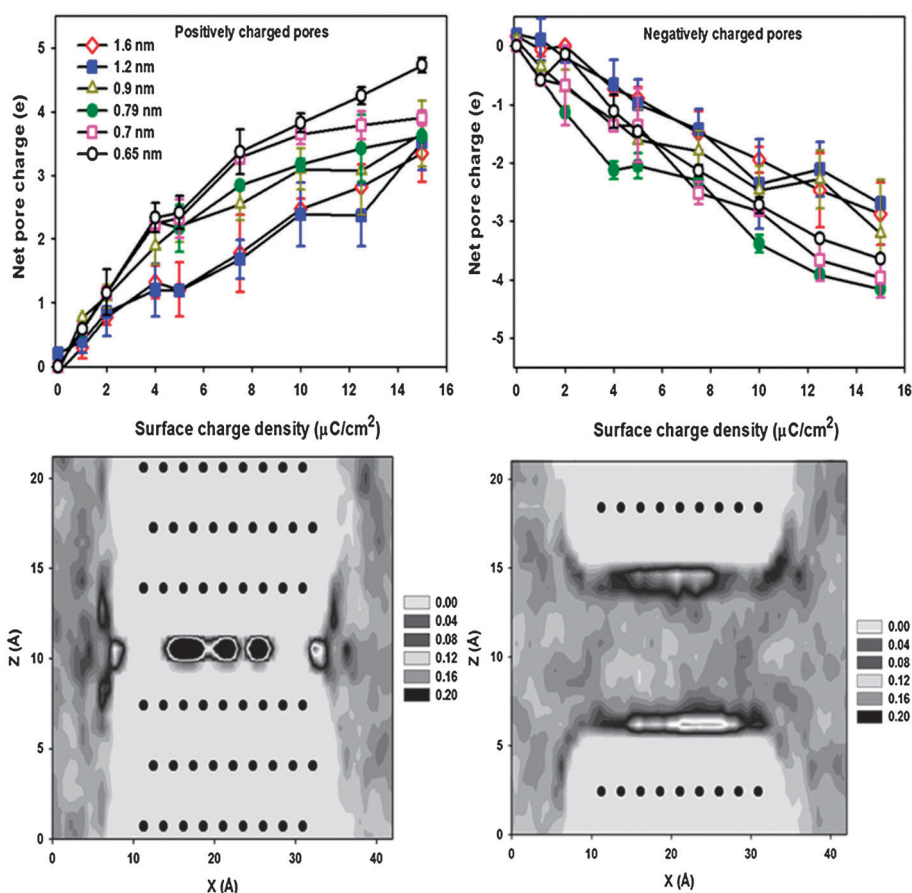 Positively charged pores
1.6 nm
1.2 nm
0.9 nm
0.79 nm
0.7 nm
0.65 nm
Net pore charge (e)
5
4
3
2
1
0
0 2 4 6 8 10 12 14 16
Surface charge density (μC/cm²)
Negatively charged pores
Net pore charge (e)
0
-1
-2
-3
-4
-5
0 2 4 6 8 10 12 14 16
Surface charge density (μC/cm²)
Z (Å)
20
15
10
5
0
0 10 20 30 40
X (Å)
0.00
0.04
0.08
0.12
0.16
0.20
Z (Å)
20
15
10
5
0
0 10 20 30 40
X (Å)
0.00
0.04
0.08
0.12
0.16
0.20